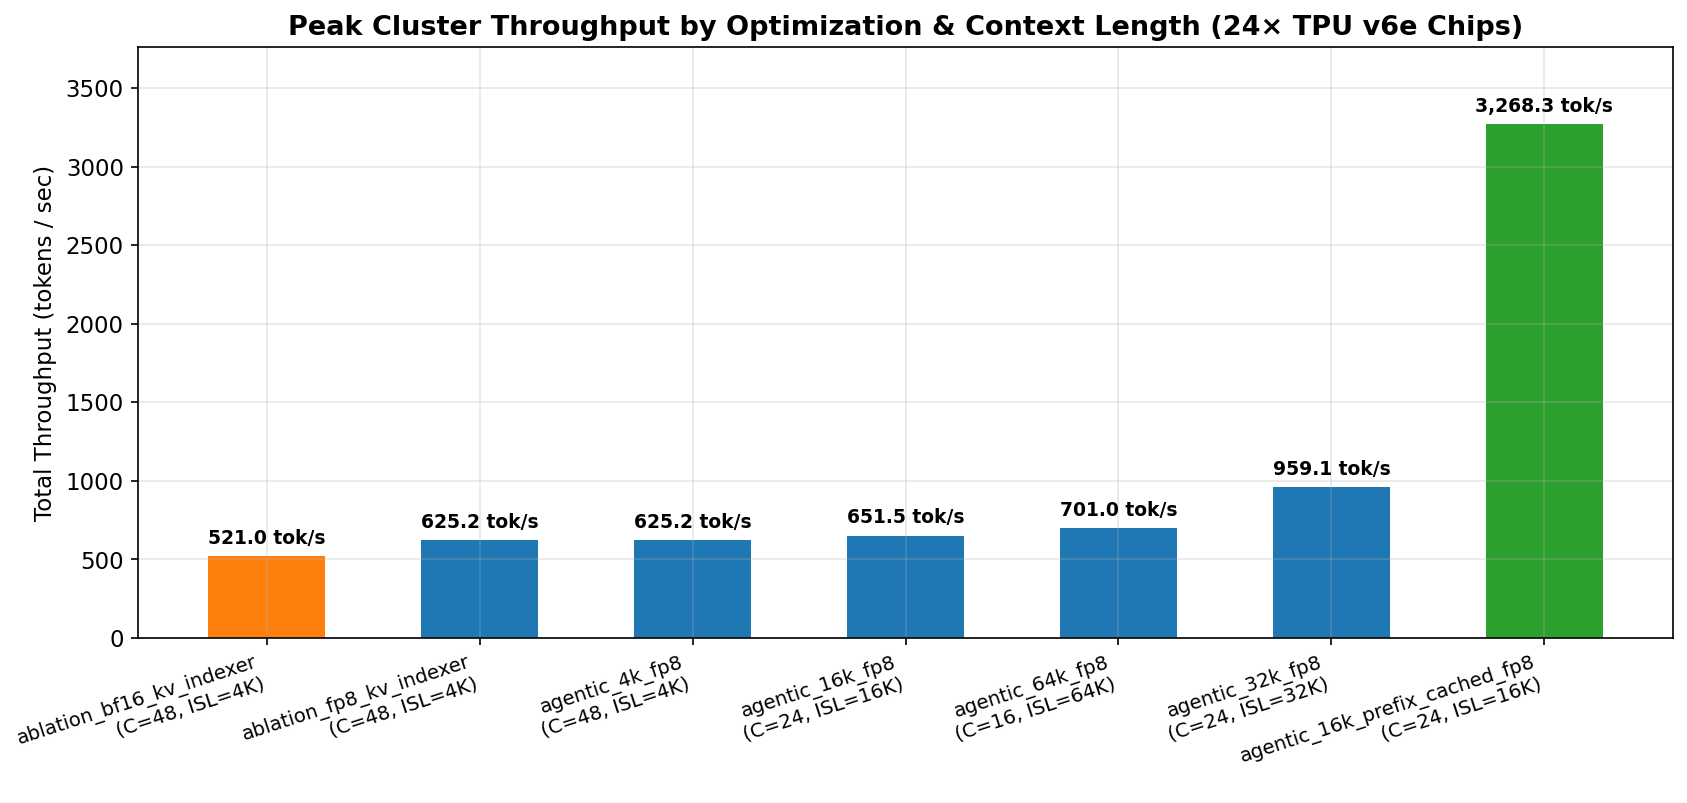 Peak Cluster Throughput by Optimization & Context Length (24× TPU v6e Chips)
Total Throughput (tokens / sec)
3500
3000
2500
2000
1500
1000
500
0
521.0 tok/s
625.2 tok/s
625.2 tok/s
651.5 tok/s
701.0 tok/s
959.1 tok/s
3,268.3 tok/s
ablation_bf16_kv_indexer
(C=48, ISL=4K)
ablation_fp8_kv_indexer
(C=48, ISL=4K)
agentic_4k_fp8
(C=48, ISL=4K)
agentic_16k_fp8
(C=24, ISL=16K)
agentic_64k_fp8
(C=16, ISL=64K)
agentic_32k_fp8
(C=24, ISL=32K)
agentic_16k_prefix_cached_fp8
(C=24, ISL=16K)